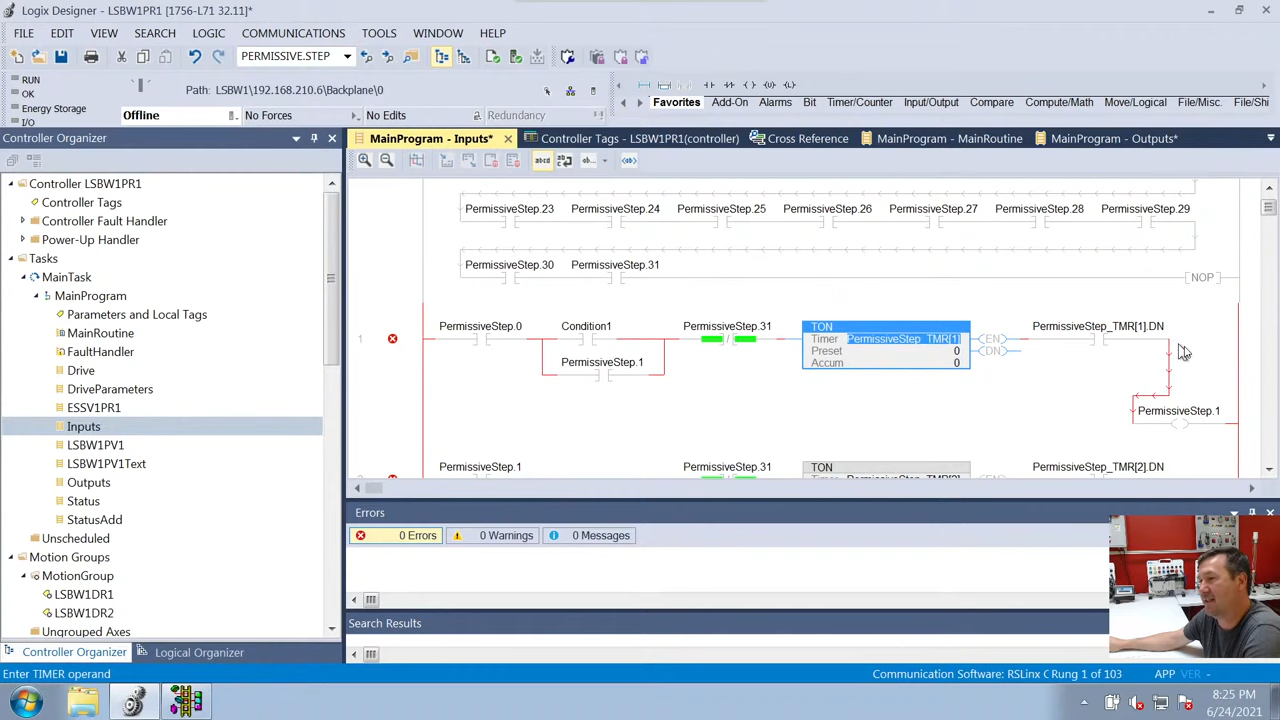 Logix Designer - LSBW1PR1 [1756-L71 32.11]*
FILE EDIT VIEW SEARCH LOGIC COMMUNICATIONS TOOLS WINDOW HELP
PERMISSIVE.STEP
RUN
OK
Energy Storage
I/O
Path: LSBW1\192.168.210.6\Backplane\0
Offline No Forces No Edits Redundancy
Favorites Add-On Alarms Bit Timer/Counter Input/Output Compare Compute/Math Move/Logical File/Misc. File/Shi
Controller Organizer
MainProgram - Inputs* Controller Tags - LSBW1PR1(controller) Cross Reference MainProgram - MainRoutine MainProgram - Outputs*
Controller LSBW1PR1
Controller Tags
Controller Fault Handler
Power-Up Handler
Tasks
MainTask
MainProgram
Parameters and Local Tags
MainRoutine
FaultHandler
Drive
DriveParameters
ESSV1PR1
Inputs
LSBW1PV1
LSBW1PV1Text
Outputs
Status
StatusAdd
Unscheduled
Motion Groups
MotionGroup
LSBW1DR1
LSBW1DR2
Ungrouped Axes
Controller Organizer Logical Organizer
PermissiveStep.23 PermissiveStep.24 PermissiveStep.25 PermissiveStep.26 PermissiveStep.27 PermissiveStep.28 PermissiveStep.29
PermissiveStep.30 PermissiveStep.31
NOP
1
PermissiveStep.0 Condition1 PermissiveStep.31
PermissiveStep.1
TON
Timer PermissiveStep_TMR[1]
Preset 0
Accum 0
EN
DN
PermissiveStep_TMR[1].DN
PermissiveStep.1
PermissiveStep.1 PermissiveStep.31 TON PermissiveStep_TMR[2].DN
2
Timer PermissiveStep_TMR[2]
EN
Errors
0 Errors 0 Warnings 0 Messages
Search Results
Enter TIMER operand
Communication Software: RSLinx C Rung 1 of 103 APP VER -
8:25 PM
6/24/2021